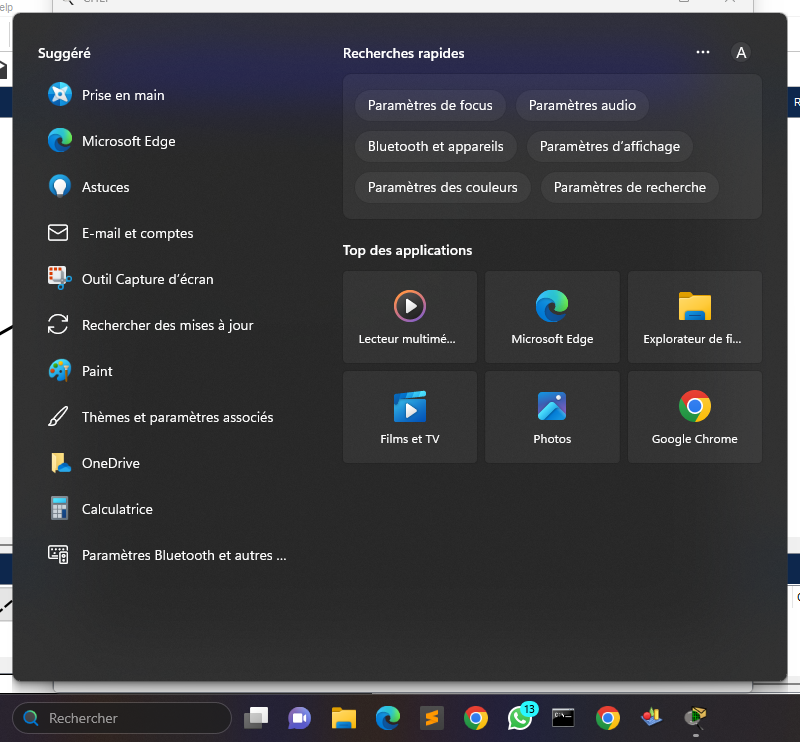 elp
Suggéré
Prise en main
Microsoft Edge
Astuces
E-mail et comptes
Outil Capture d'écran
Rechercher des mises à jour
Paint
Thèmes et paramètres associés
OneDrive
Calculatrice
Paramètres Bluetooth et autres ...
Recherches rapides
... A
Paramètres de focus
Paramètres audio
Bluetooth et appareils
Paramètres d'affichage
Paramètres des couleurs
Paramètres de recherche
Top des applications
Lecteur multimé...
Microsoft Edge
Explorateur de fi...
Films et TV
Photos
Google Chrome
R
Rechercher
13